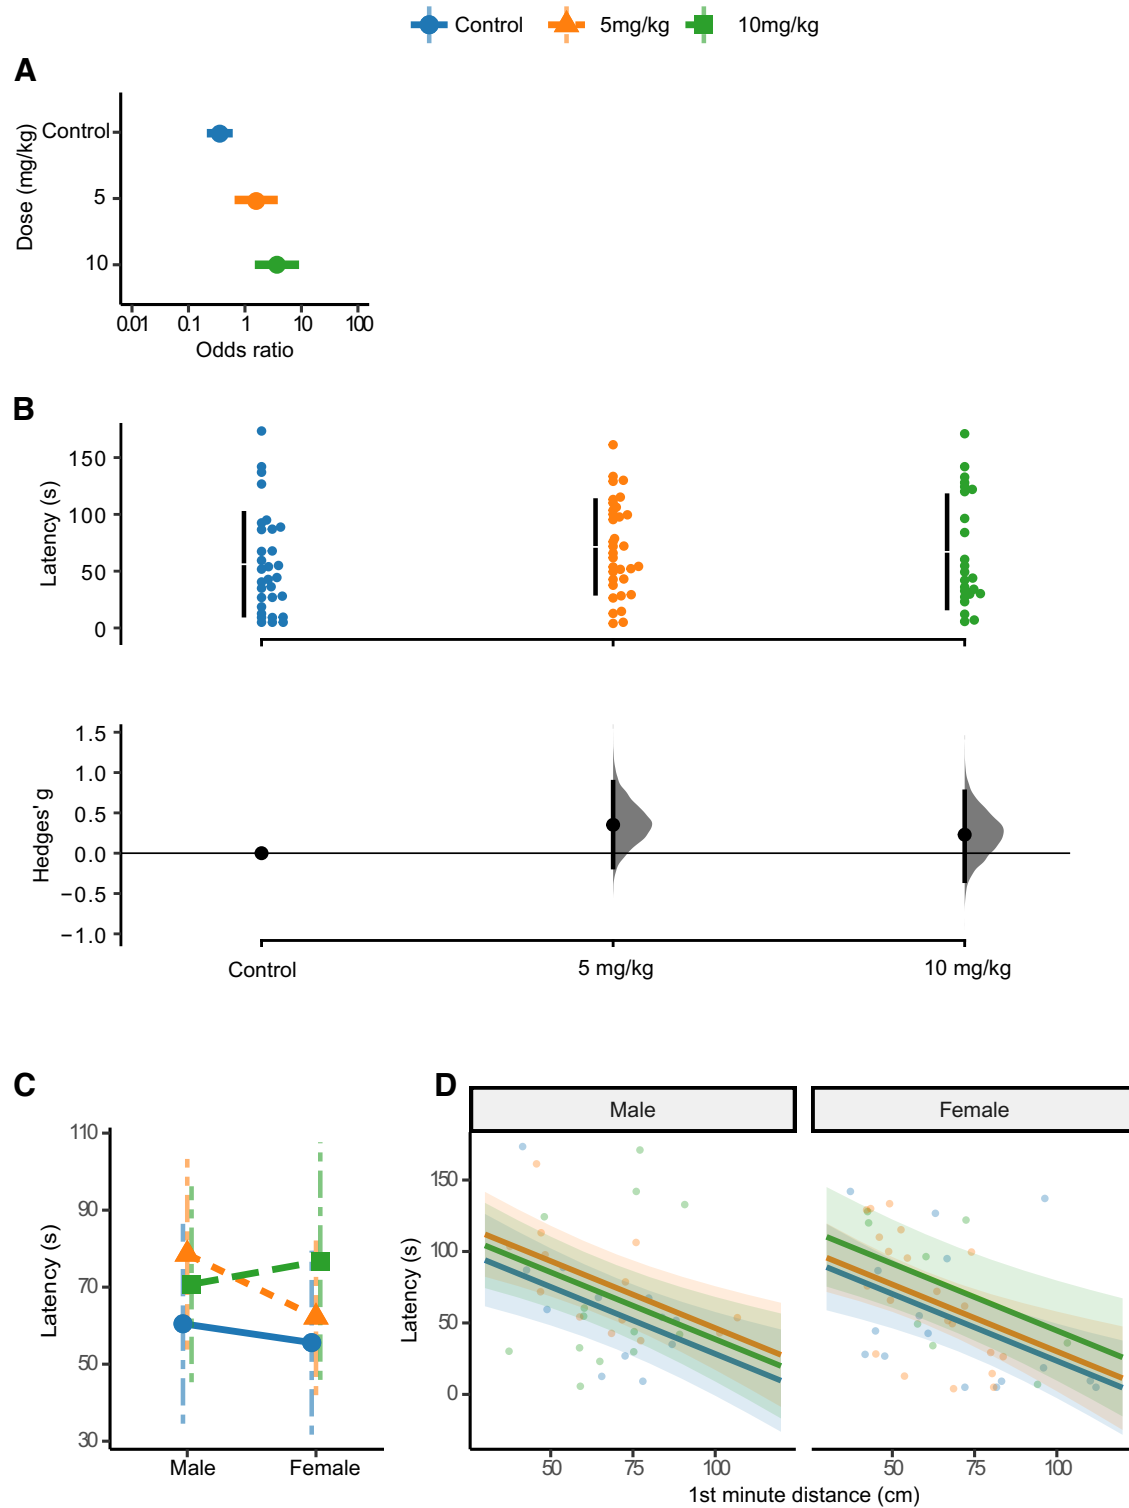 Control 5mg/kg 10mg/kg
A
Dose (mg/kg)
Control
5
10
0.01 0.1 1 10 100
Odds ratio
B
Latency (s)
150
100
50
0
Hedges' g
1.5
1.0
0.5
0.0
−0.5
−1.0
Control 5 mg/kg 10 mg/kg
C
Latency (s)
110
90
70
50
30
Male Female
D
Male Female
Latency (s)
150
100
50
0
50 75 100 50 75 100
1st minute distance (cm)